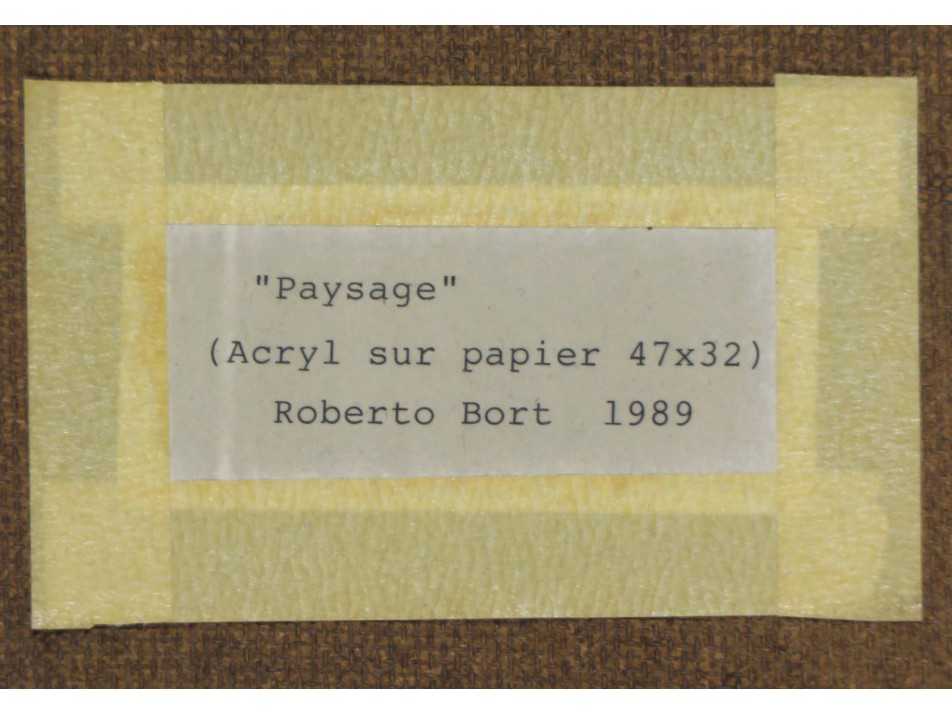 "Paysage"
(Acryl sur papier 47x32)
Roberto Bort 1989